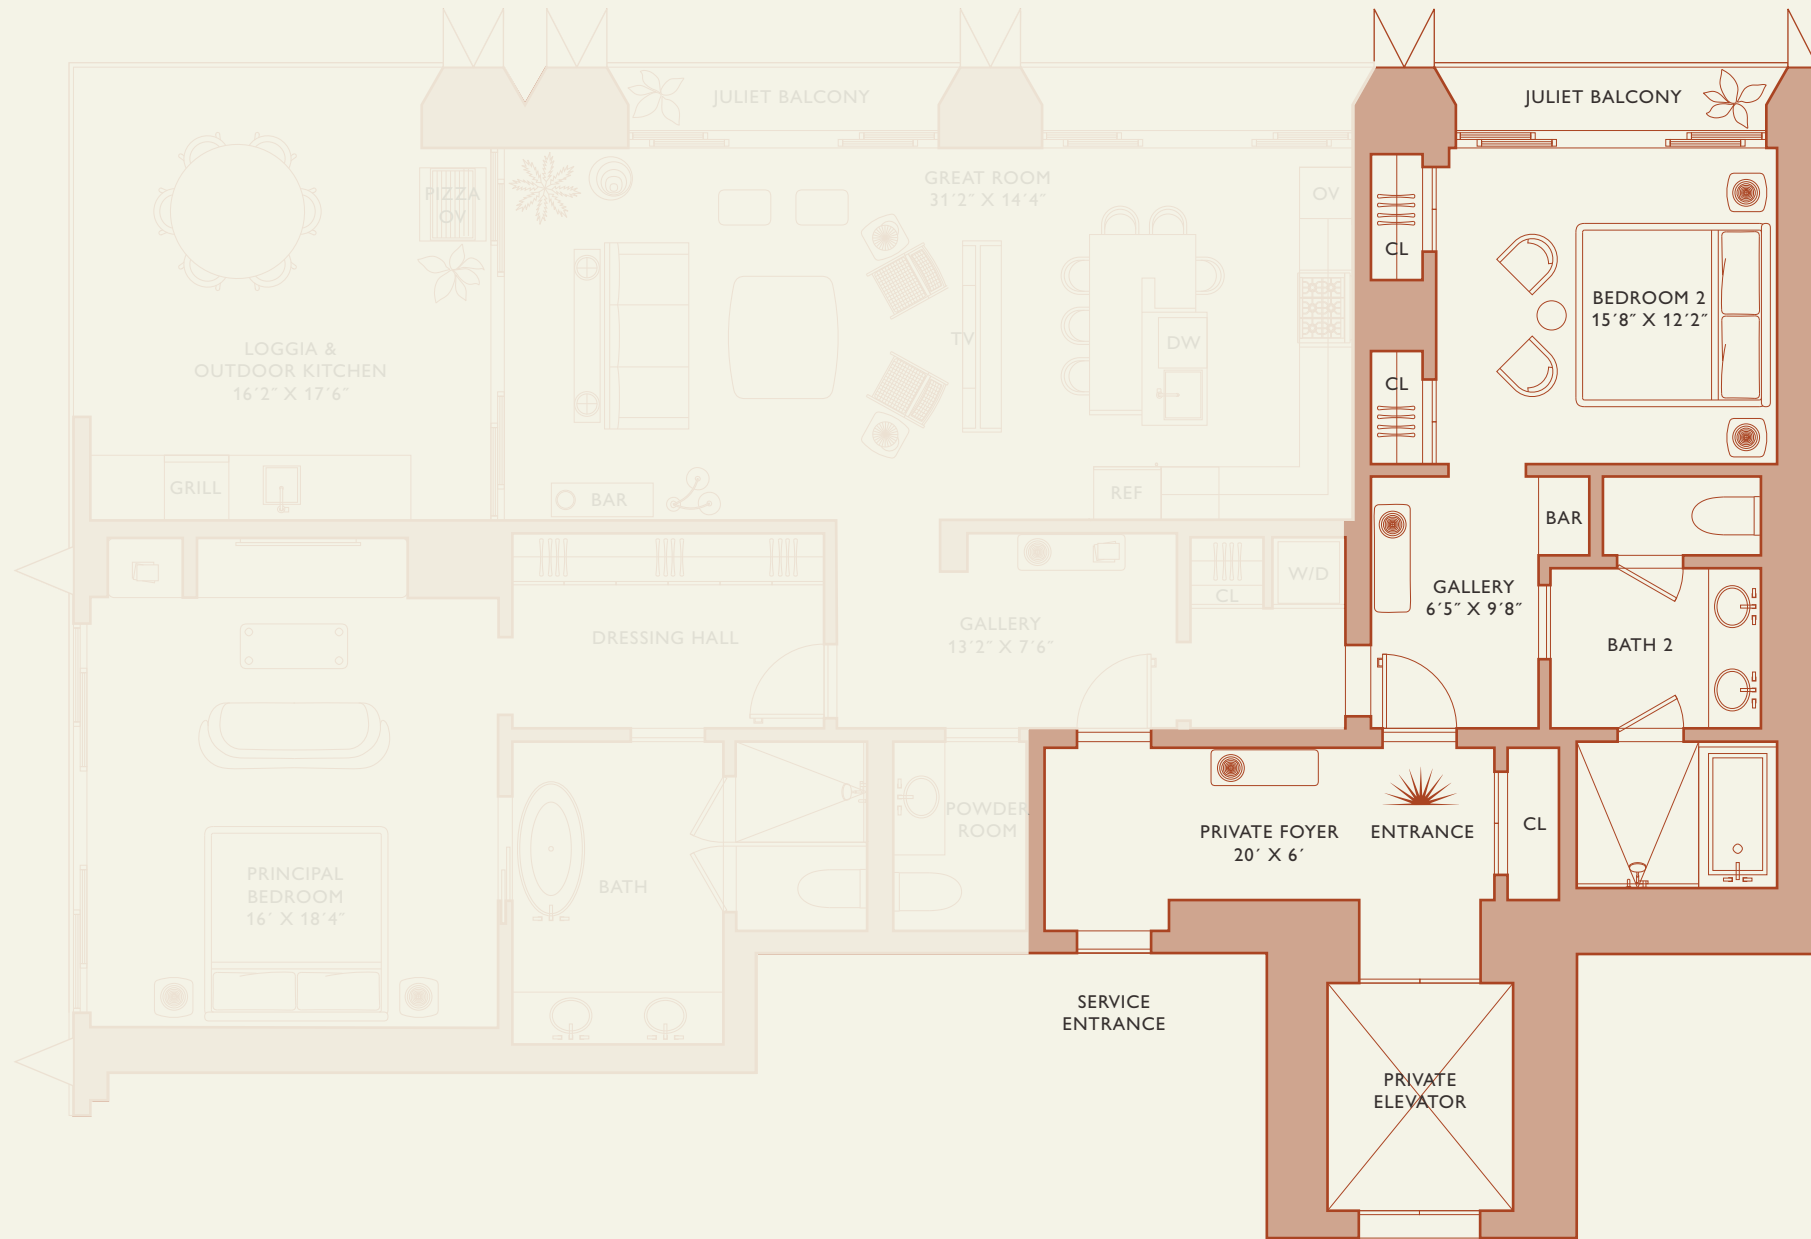 JULIET BALCONY
JULIET BALCONY
GREAT ROOM
31´2˝ X 14´4˝
PIZZA
OV
OV
CL
BEDROOM 2
15´8˝ X 12´2˝
LOGGIA &
OUTDOOR KITCHEN
16´2˝ X 17´6˝
TV
DW
CL
GRILL
BAR
REF
BAR
W/D
CL
GALLERY
6´5˝ X 9´8˝
DRESSING HALL
GALLERY
13´2˝ X 7´6˝
BATH 2
POWDER
ROOM
PRIVATE FOYER
20´ X 6´
ENTRANCE
CL
PRINCIPAL
BEDROOM
16´ X 18´4˝
BATH
SERVICE
ENTRANCE
PRIVATE
ELEVATOR